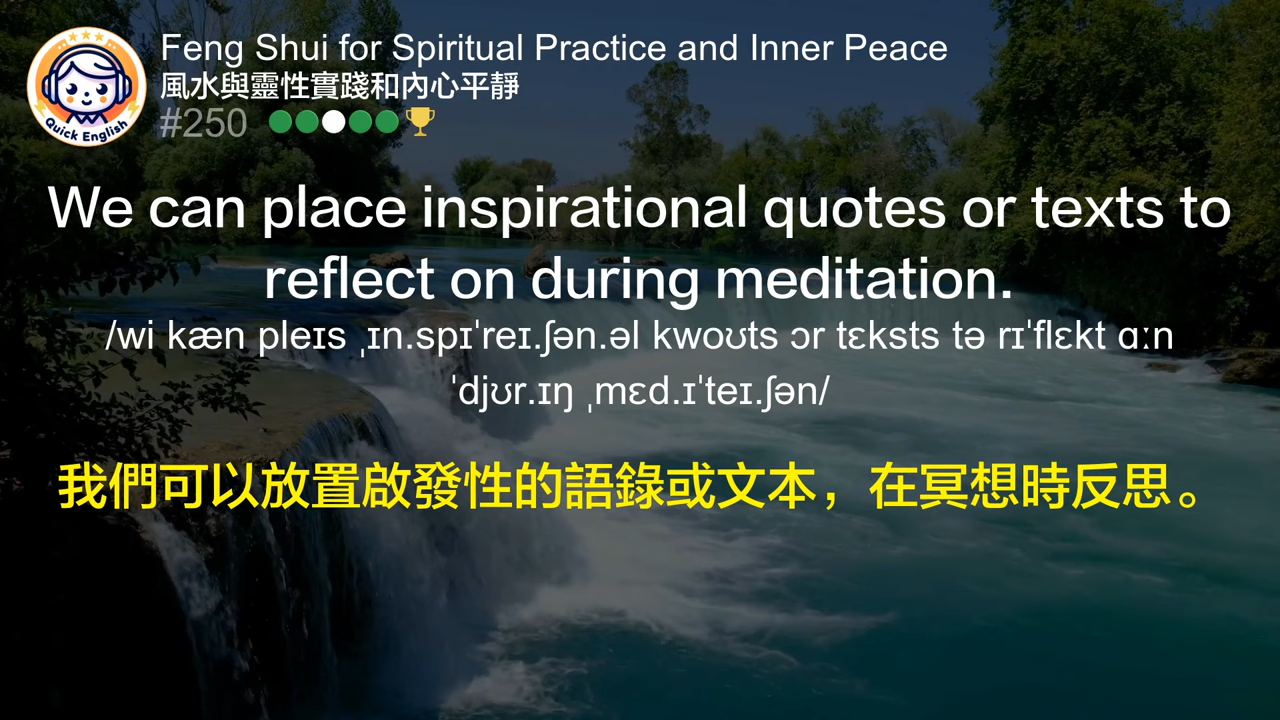 Feng Shui for Spiritual Practice and Inner Peace
風水與靈性實踐和內心平靜
#250
Quick English
We can place inspirational quotes or texts to
reflect on during meditation.
/wi kæn pleɪs ˌɪn.spɪˈreɪ.ʃən.əl kwoʊts ɔr tɛksts tə rɪˈflɛkt ɑːn
ˈdjʊr.ɪŋ ˌmɛd.ɪˈteɪ.ʃən/
我們可以放置啟發性的語錄或文本，在冥想時反思。